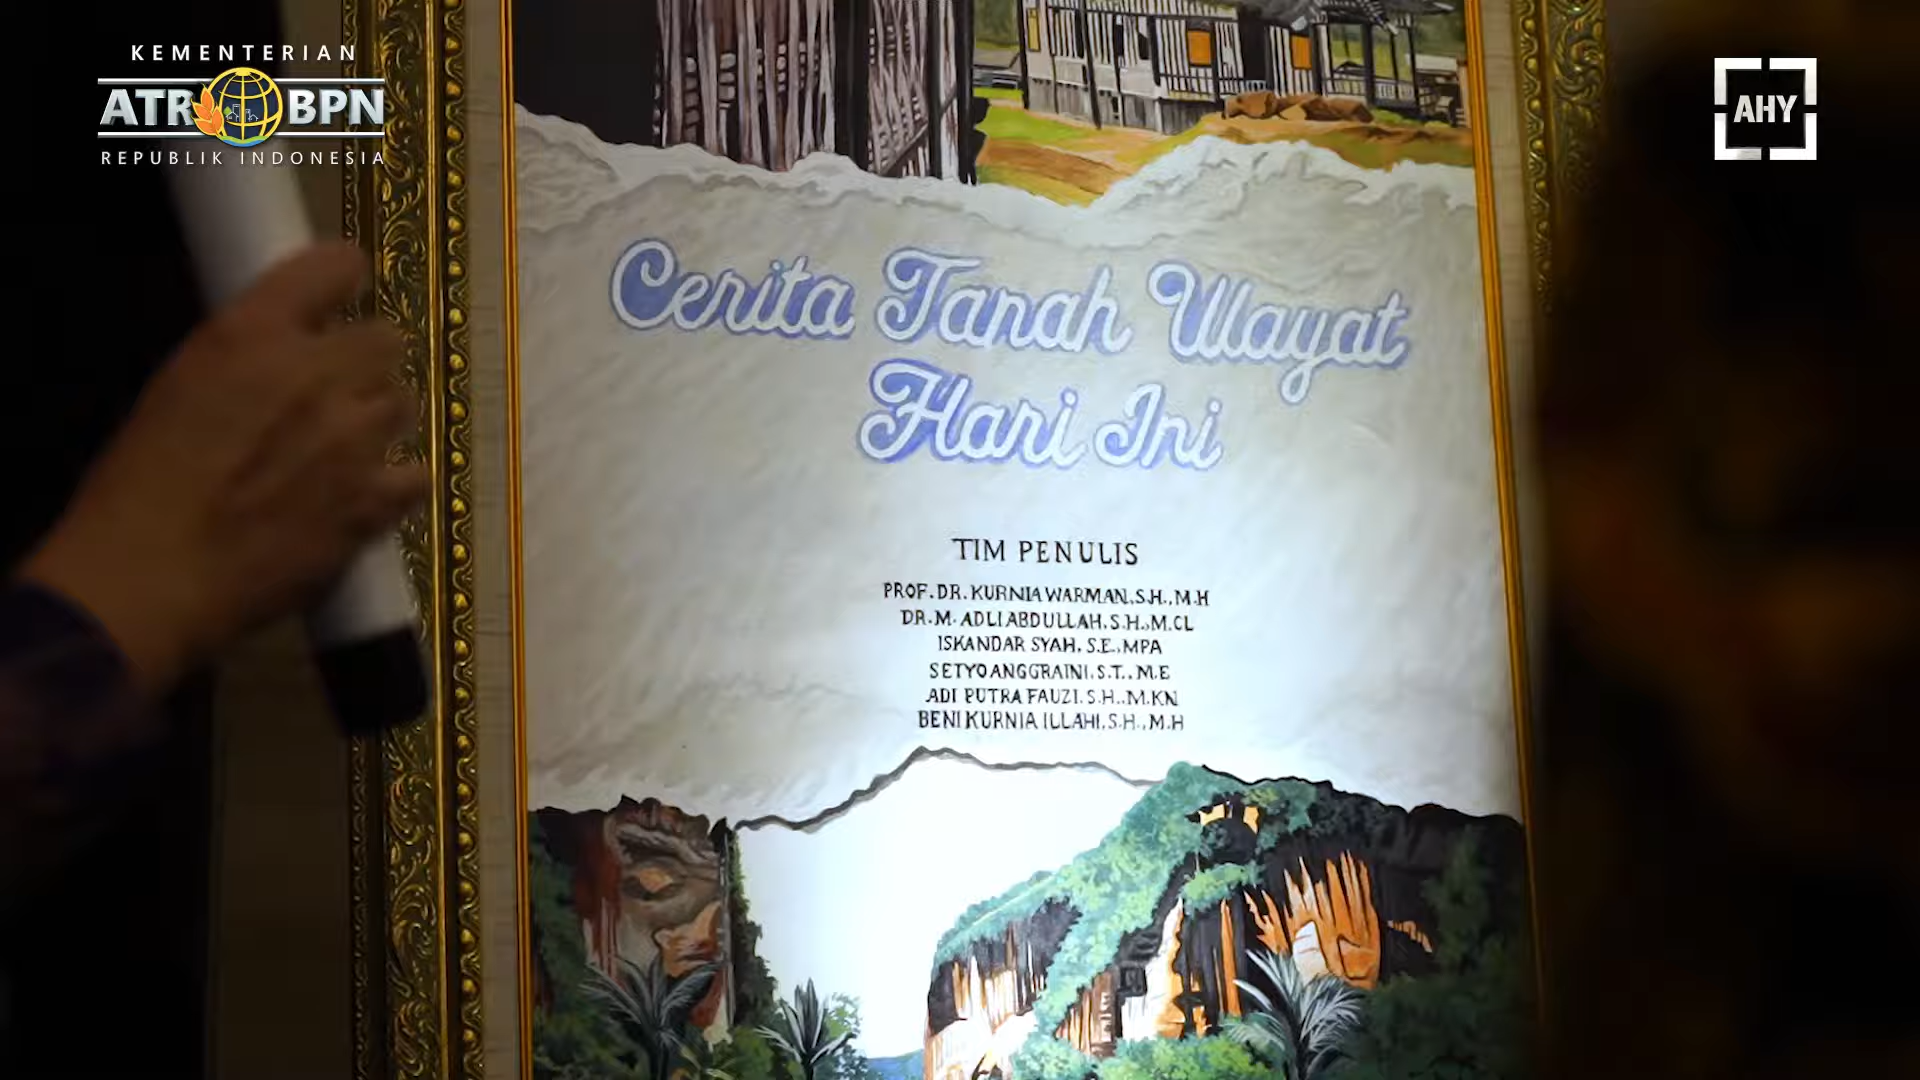 KEMENTERIAN
ATR BPN
REPUBLIK INDONESIA
AHY
Cerita Tanah Ulayat
Hari Ini
TIM PENULIS
PROF. DR. KURNIA WARMAN, S.H., M.H
DR. M. ADLI ABDULLAH, S.H., M.CL
ISKANDAR SYAH, S.E., MPA
SETYO ANGGRAINI, S.T., M.E
ADI PUTRA FAUZI, S.H., M.KN
BENI KURNIA ILLAHI, S.H., M.H